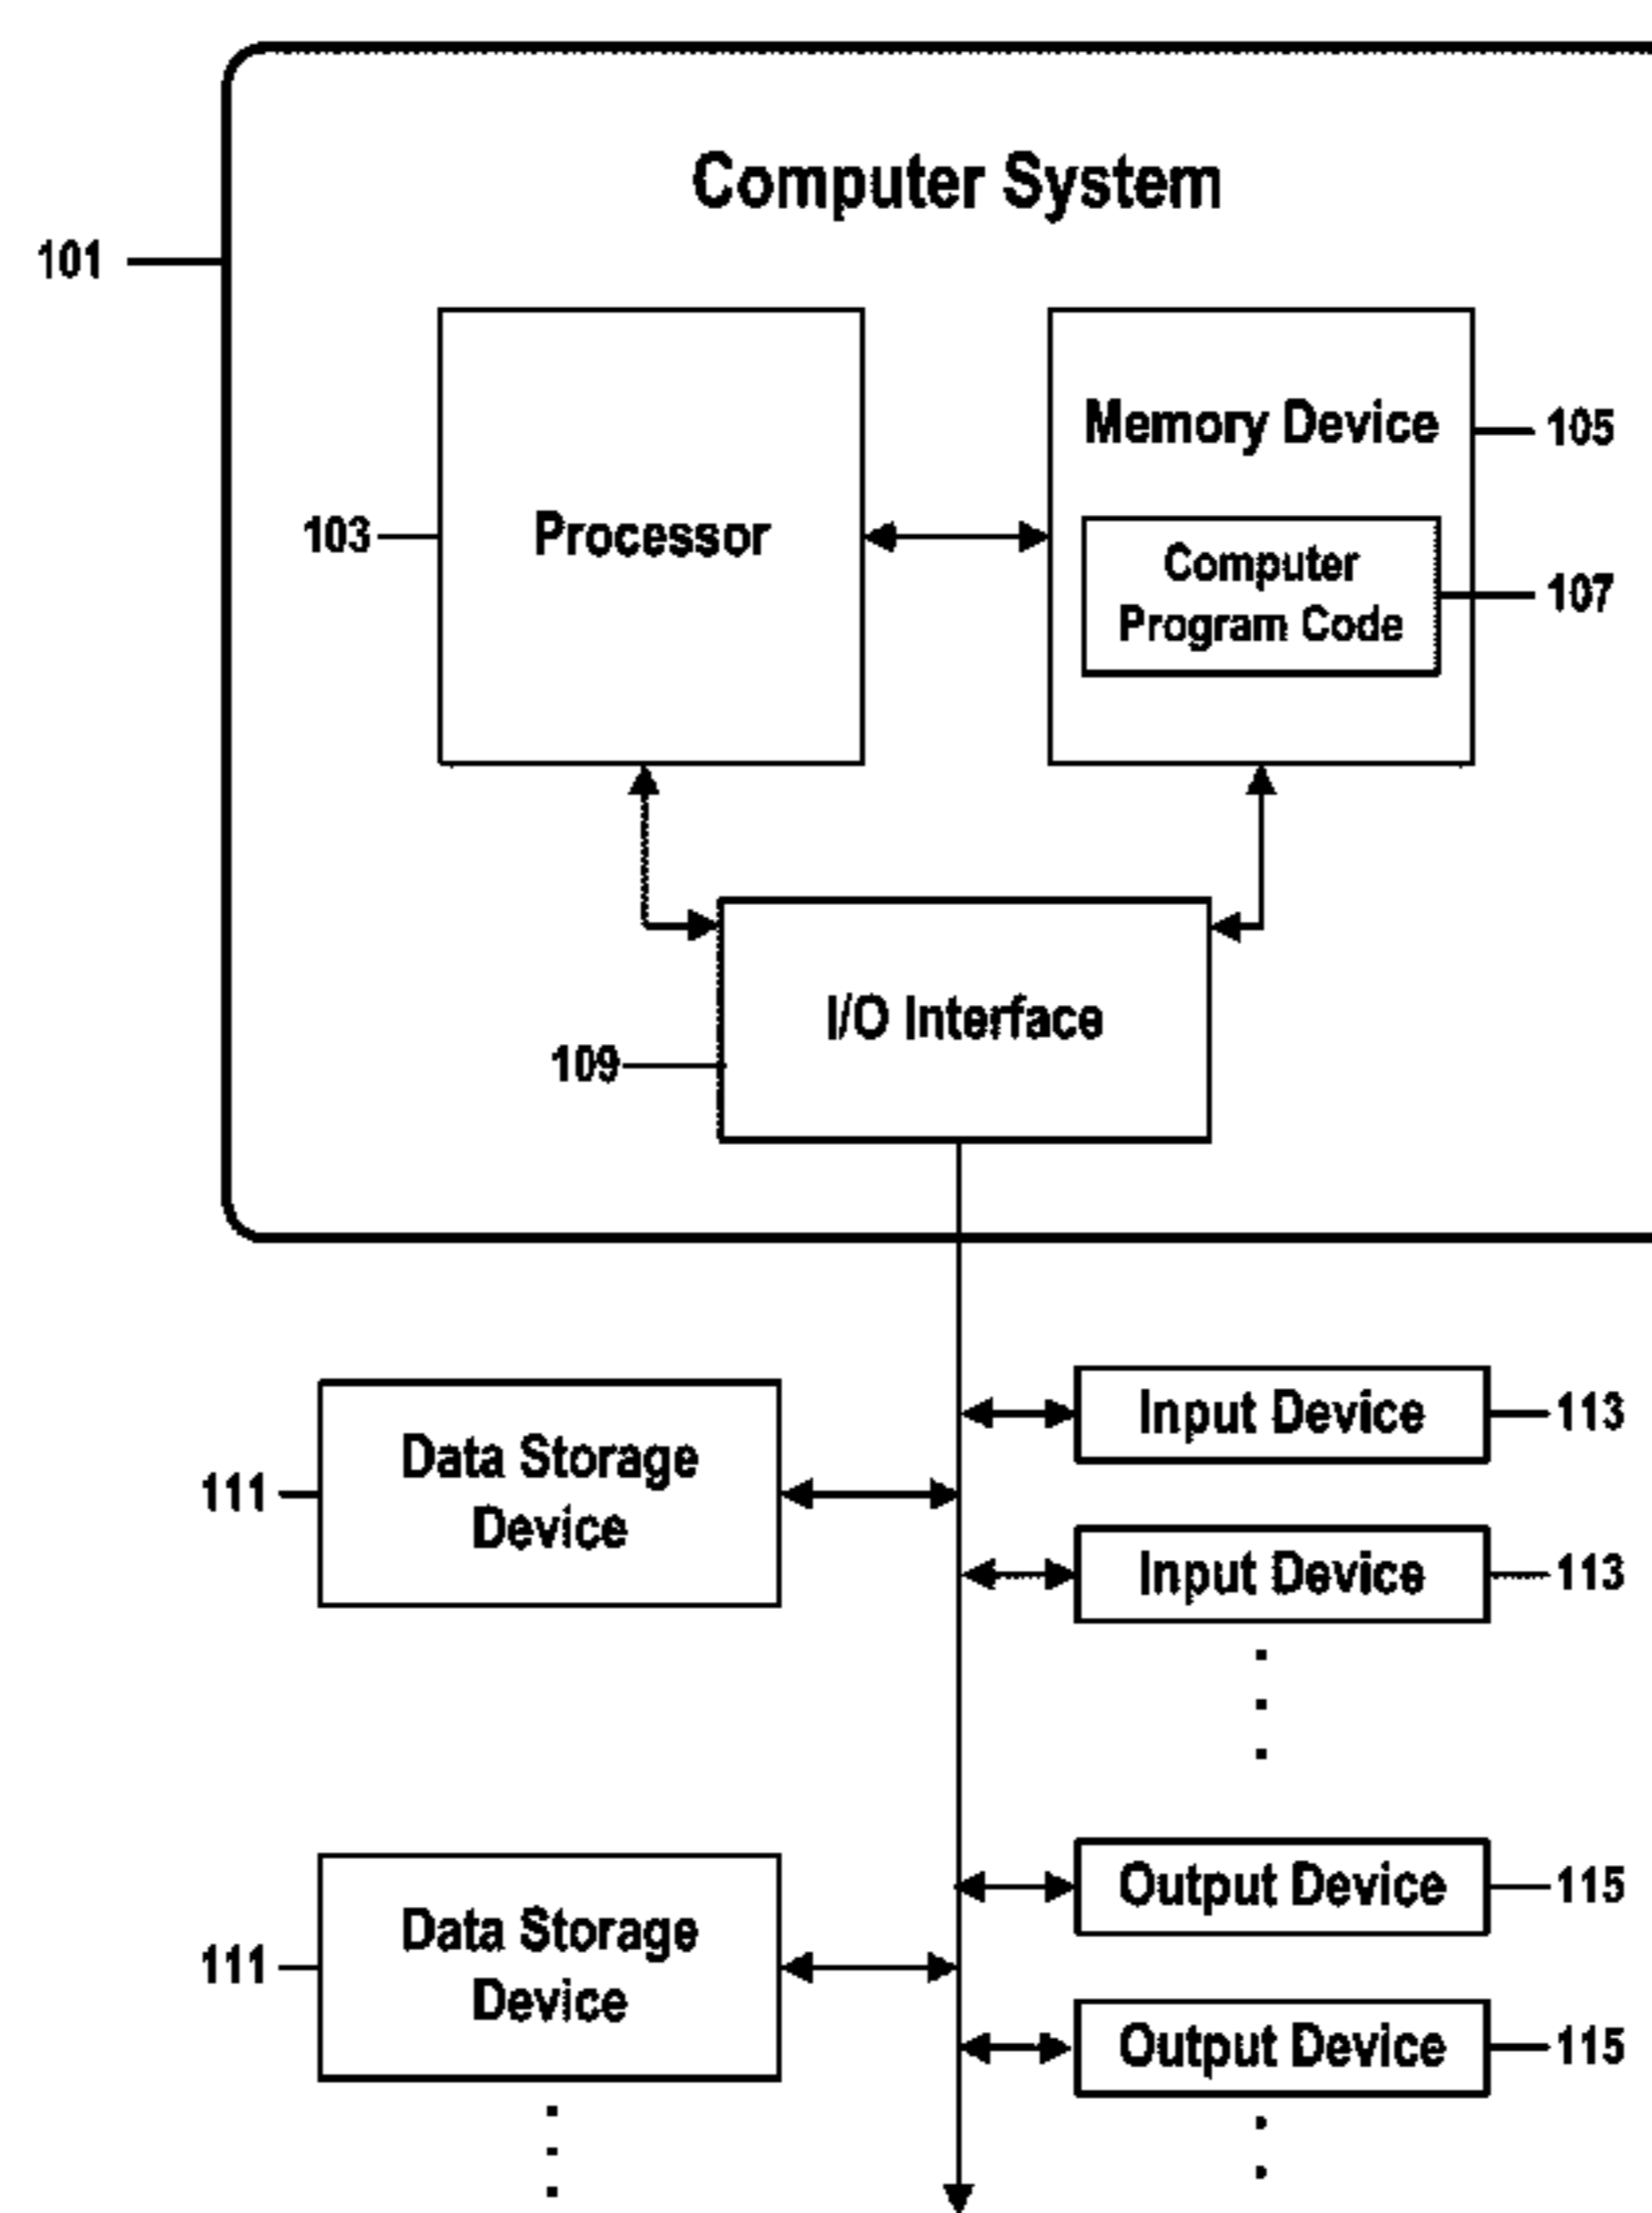 Computer System
101
Processor
103
Memory Device
105
Computer
Program Code
107
I/O Interface
109
Data Storage
Device
111
Input Device
113
Input Device
113
Data Storage
Device
111
Output Device
115
Output Device
115